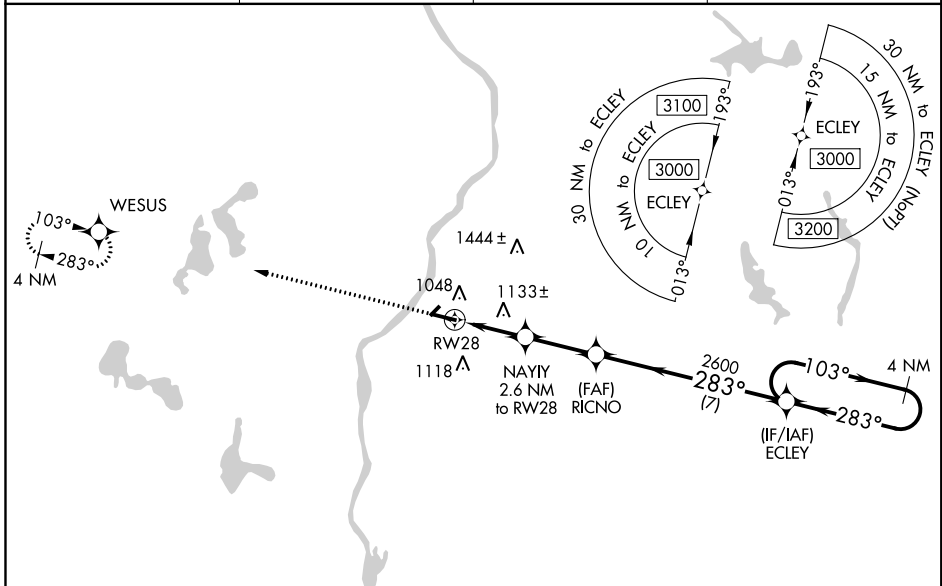 30 NM to ECLEY
10 NM to ECLEY
3100
193°
3000
ECLEY
013°
30 NM to ECLEY (NoPT)
15 NM to ECLEY
193°
ECLEY
3000
013°
3200
WESUS
103°
283°
4 NM
1444 ±
1048
1133 ±
RW28
1118
NAYIY
2.6 NM
to RW28
(FAF)
RICNO
2600
283°
(7)
103°
4 NM
283°
(IF/IAF)
ECLEY